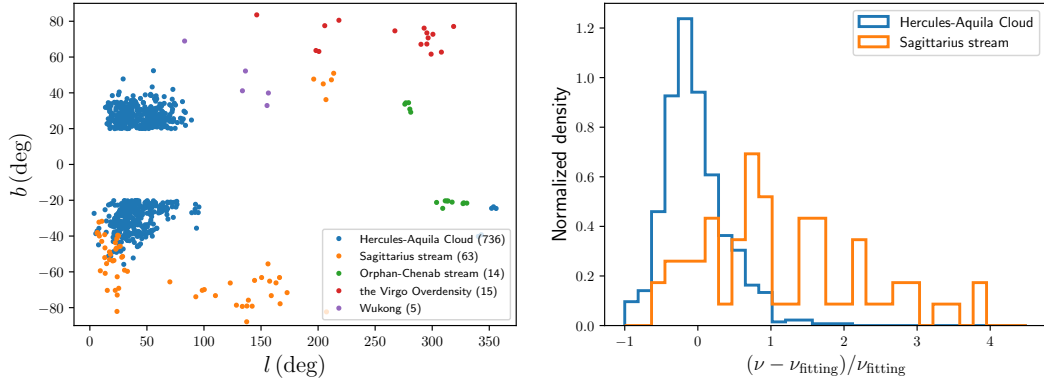 80
60
40
20
0
−20
−40
−60
−80
b (deg)
0
50
100
150
200
250
300
350
l (deg)
Hercules-Aquila Cloud (736)
Sagittarius stream (63)
Orphan-Chenab stream (14)
the Virgo Overdensity (15)
Wukong (5)
1.2
1.0
0.8
0.6
0.4
0.2
0.0
Normalized density
−1
0
1
2
3
4
(ν − νfitting)/νfitting
Hercules-Aquila Cloud
Sagittarius stream